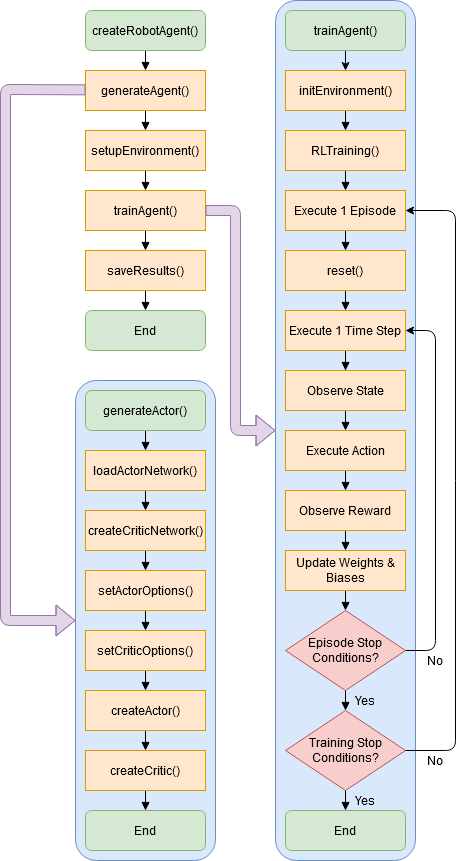 createRobotAgent()
generateAgent()
setupEnvironment()
trainAgent()
saveResults()
End
generateActor()
loadActorNetwork()
createCriticNetwork()
setActorOptions()
setCriticOptions()
createActor()
createCritic()
End
trainAgent()
initEnvironment()
RLTraining()
Execute 1 Episode
reset()
Execute 1 Time Step
Observe State
Execute Action
Observe Reward
Update Weights &
Biases
Episode Stop
Conditions?
No
Yes
Training Stop
Conditions?
No
Yes
End